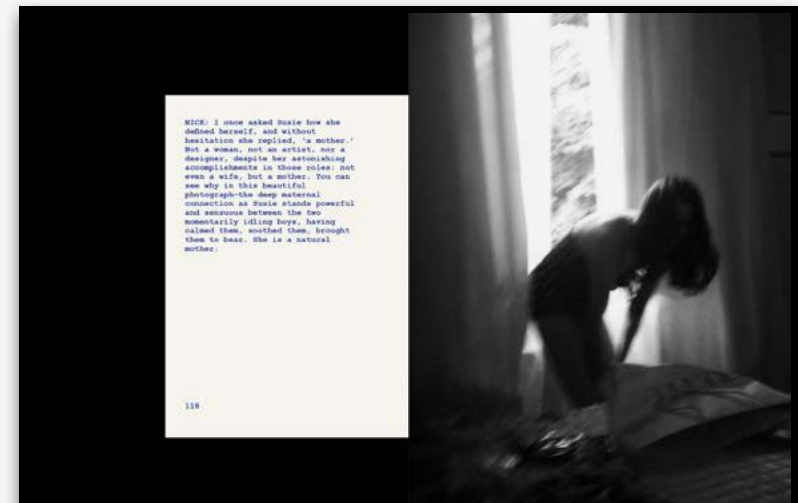 NICK: I once asked Susie how she
defined herself, and without
hesitation she replied, 'a mother.'
But a woman, not an artist, nor a
designer, despite her astonishing
accomplishments in those roles: not
even a wife, but a mother. You can
see why in this beautiful
photograph—the deep maternal
connection as Susie stands powerful
and sensuous between the two
momentarily idling boys, having
calmed them, soothed them, brought
them to bear. She is a natural
mother.
118